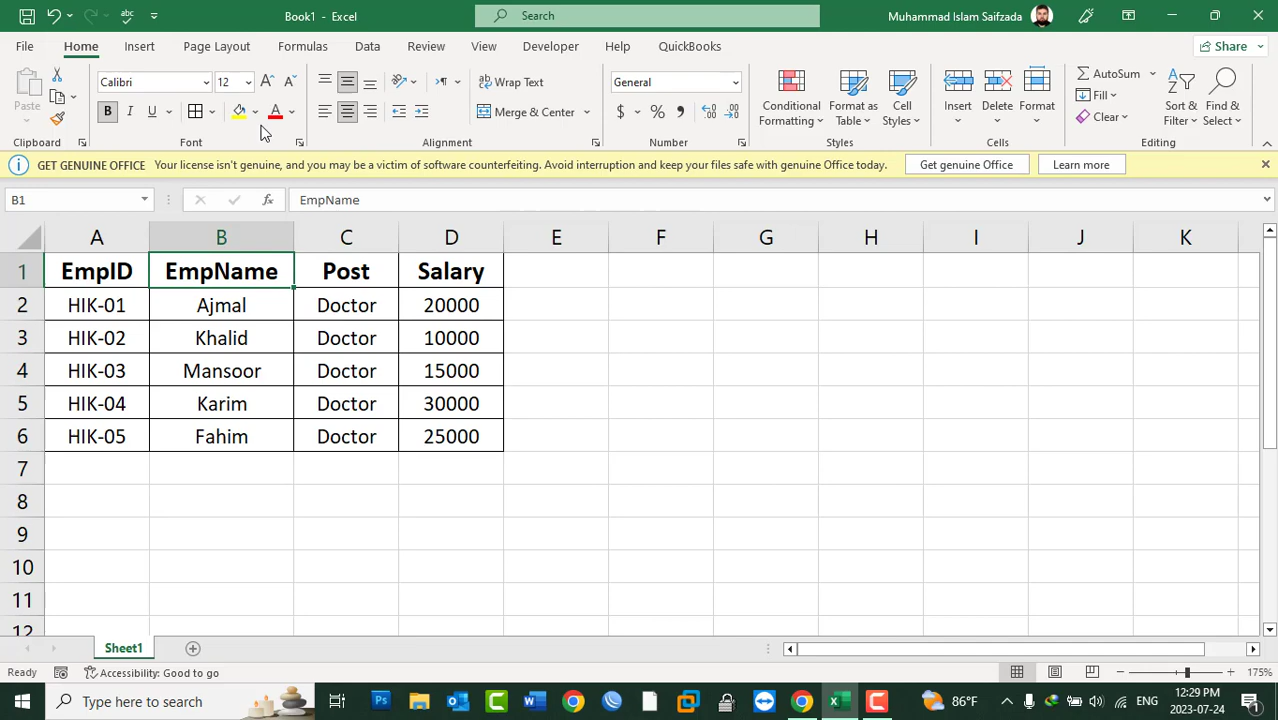 Book1 - Excel
Search
Muhammad Islam Saifzada
File Home Insert Page Layout Formulas Data Review View Developer Help QuickBooks Share
Paste
Calibri 12
B I U A
Wrap Text
Merge & Center
General
$ % ,
Conditional Formatting
Format as Table
Cell Styles
Insert Delete Format
AutoSum
Fill
Clear
Sort & Filter
Find & Select
Clipboard Font Alignment Number Styles Cells Editing
GET GENUINE OFFICE Your license isn't genuine, and you may be a victim of software counterfeiting. Avoid interruption and keep your files safe with genuine Office today. Get genuine Office Learn more
B1 fx EmpName
A B C D E F G H I J K
1 EmpID EmpName Post Salary
2 HIK-01 Ajmal Doctor 20000
3 HIK-02 Khalid Doctor 10000
4 HIK-03 Mansoor Doctor 15000
5 HIK-04 Karim Doctor 30000
6 HIK-05 Fahim Doctor 25000
7
8
9
10
11
12
Sheet1
Ready Accessibility: Good to go 175%
Type here to search
86°F
ENG
12:29 PM
2023-07-24
1